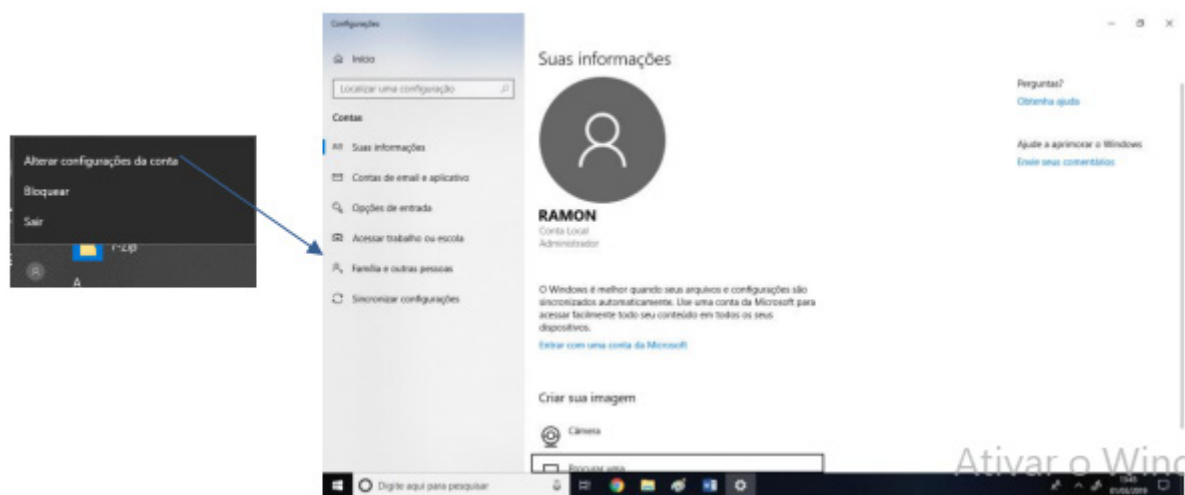 Alterar configurações da conta
Bloquear
Sair
7-Zip
A
Configurações
Início
Localizar uma configuração
Contas
Suas informações
Contas de email e aplicativo
Opções de entrada
Acessar trabalho ou escola
Família e outras pessoas
Sincronizar configurações
Suas informações
RAMON
Conta Local
Administrador
O Windows é melhor quando seus arquivos e configurações são
sincronizados automaticamente. Use uma conta da Microsoft para
acessar facilmente todo seu conteúdo em todos os seus
dispositivos.
Entrar com uma conta da Microsoft
Criar sua imagem
Câmera
Procurar uma
Perguntas?
Obtenha ajuda
Ajude a aprimorar o Windows
Envie seus comentários
Ativar o Wind
Digite aqui para pesquisar